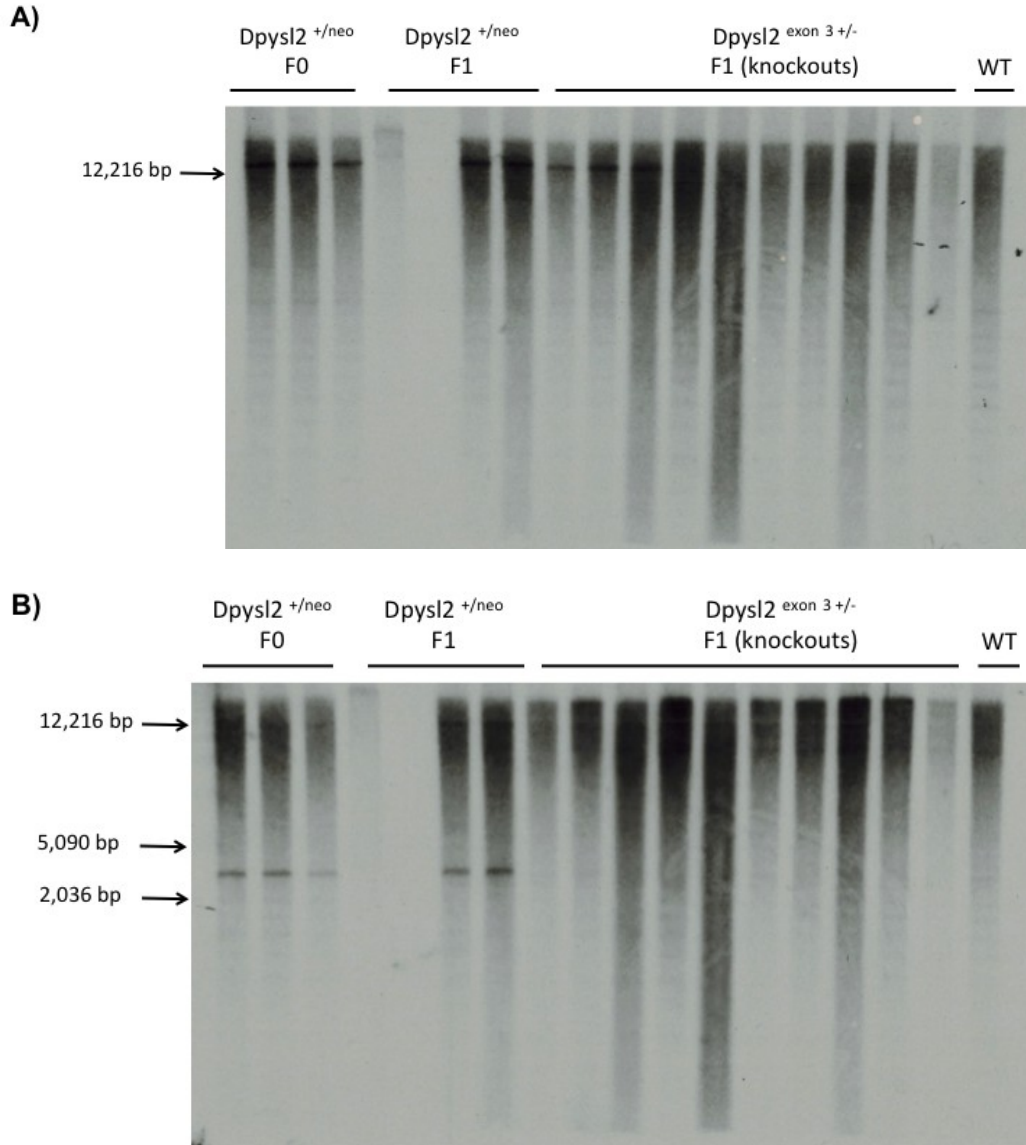 A)
Dpysl2 +/neo
F0
Dpysl2 +/neo
F1
Dpysl2 exon 3 +/-
F1 (knockouts)
WT
12,216 bp
B)
Dpysl2 +/neo
F0
Dpysl2 +/neo
F1
Dpysl2 exon 3 +/-
F1 (knockouts)
WT
12,216 bp
5,090 bp
2,036 bp